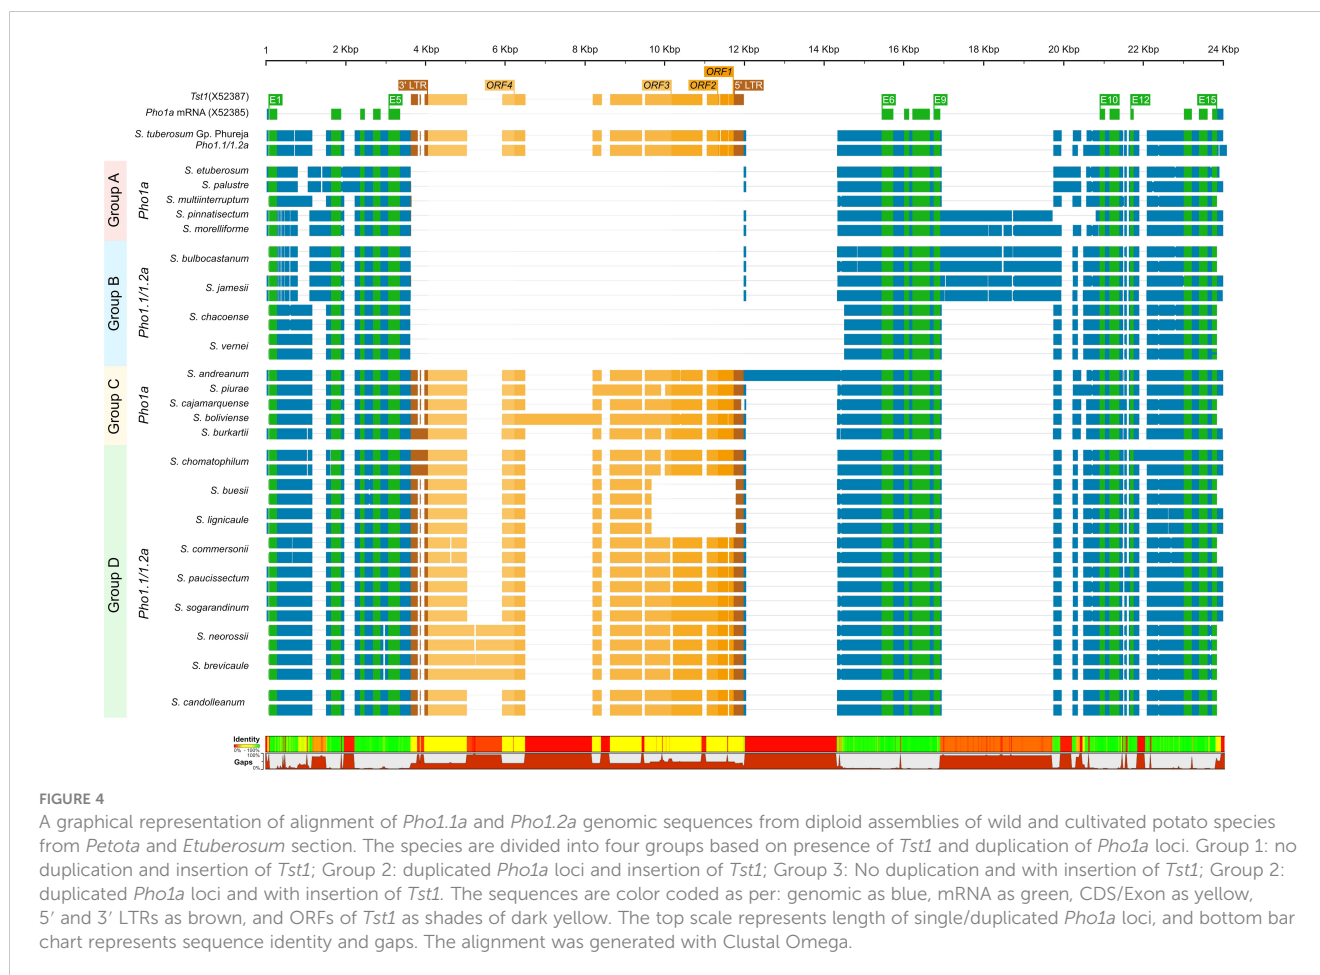 1 2 Kbp 4 Kbp 6 Kbp 8 Kbp 10 Kbp 12 Kbp 14 Kbp 16 Kbp 18 Kbp 20 Kbp 22 Kbp 24 Kbp
ORF1
3' LTR ORF4 ORF3 ORF2 5' LTR
Tst1(X52387)
E1 E5 E6 E9 E10 E12 E15
Pho1a mRNA (X52385)
S. tuberosum Gp. Phureja
Pho1.1/1.2a
Group A
Pho1a
S. etuberosum
S. palustre
S. multiinterruptum
S. pinnatisectum
S. morelliforme
Group B
Pho1.1/1.2a
S. bulbocastanum
S. jamesii
S. chacoense
S. vernei
Group C
Pho1a
S. andreanum
S. piurae
S. cajamarquense
S. boliviense
S. burkartii
Group D
Pho1.1/1.2a
S. chomatophilum
S. buesii
S. lignicaule
S. commersonii
S. paucissectum
S. sogarandinum
S. neorossii
S. brevicaule
S. candolleanum
Identity
0% - 100%
100%
Gaps
0%
FIGURE 4
A graphical representation of alignment of Pho1.1a and Pho1.2a genomic sequences from diploid assemblies of wild and cultivated potato species
from Petota and Etuberosum section. The species are divided into four groups based on presence of Tst1 and duplication of Pho1a loci. Group 1: no
duplication and insertion of Tst1; Group 2: duplicated Pho1a loci and insertion of Tst1; Group 3: No duplication and with insertion of Tst1; Group 2:
duplicated Pho1a loci and with insertion of Tst1. The sequences are color coded as per: genomic as blue, mRNA as green, CDS/Exon as yellow,
5′ and 3′ LTRs as brown, and ORFs of Tst1 as shades of dark yellow. The top scale represents length of single/duplicated Pho1a loci, and bottom bar
chart represents sequence identity and gaps. The alignment was generated with Clustal Omega.